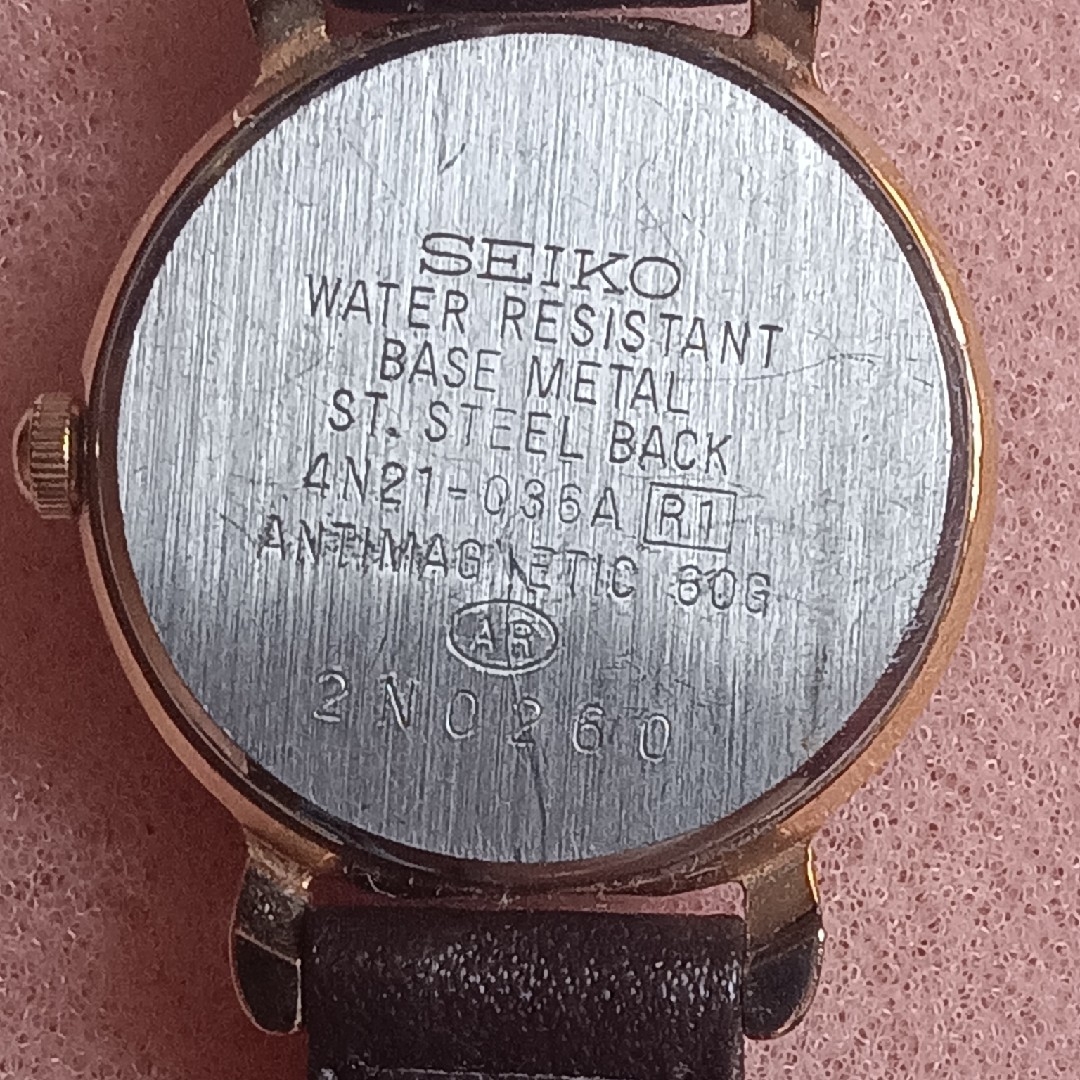 SEIKO
WATER RESISTANT
BASE METAL
ST. STEEL BACK
4N21-036A R1
ANTIMAGNETIC 60G
AR
2N0260